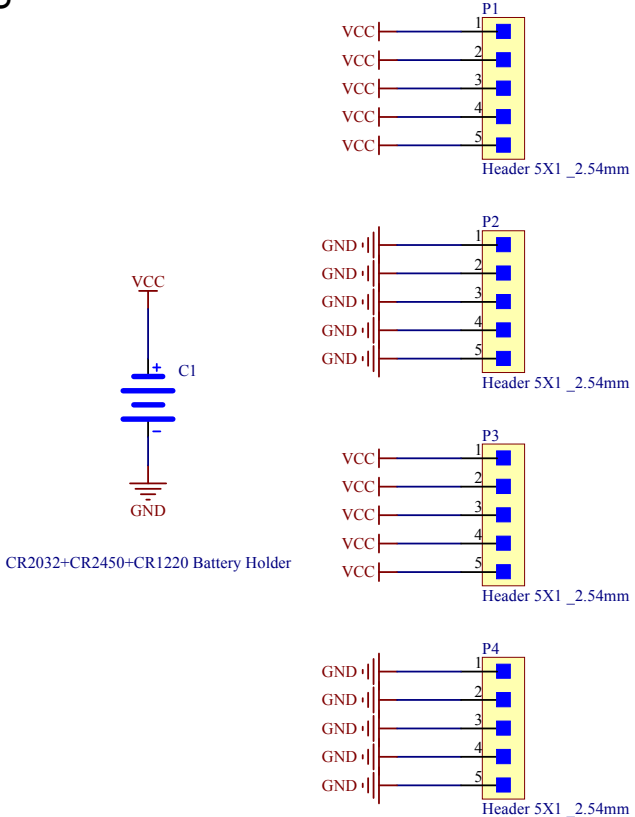 P1
VCC 1
VCC 2
VCC 3
VCC 4
VCC 5
Header 5X1 _2.54mm
P2
GND 1
GND 2
GND 3
GND 4
GND 5
Header 5X1 _2.54mm
VCC
+ C1
−
GND
CR2032+CR2450+CR1220 Battery Holder
P3
VCC 1
VCC 2
VCC 3
VCC 4
VCC 5
Header 5X1 _2.54mm
P4
GND 1
GND 2
GND 3
GND 4
GND 5
Header 5X1 _2.54mm